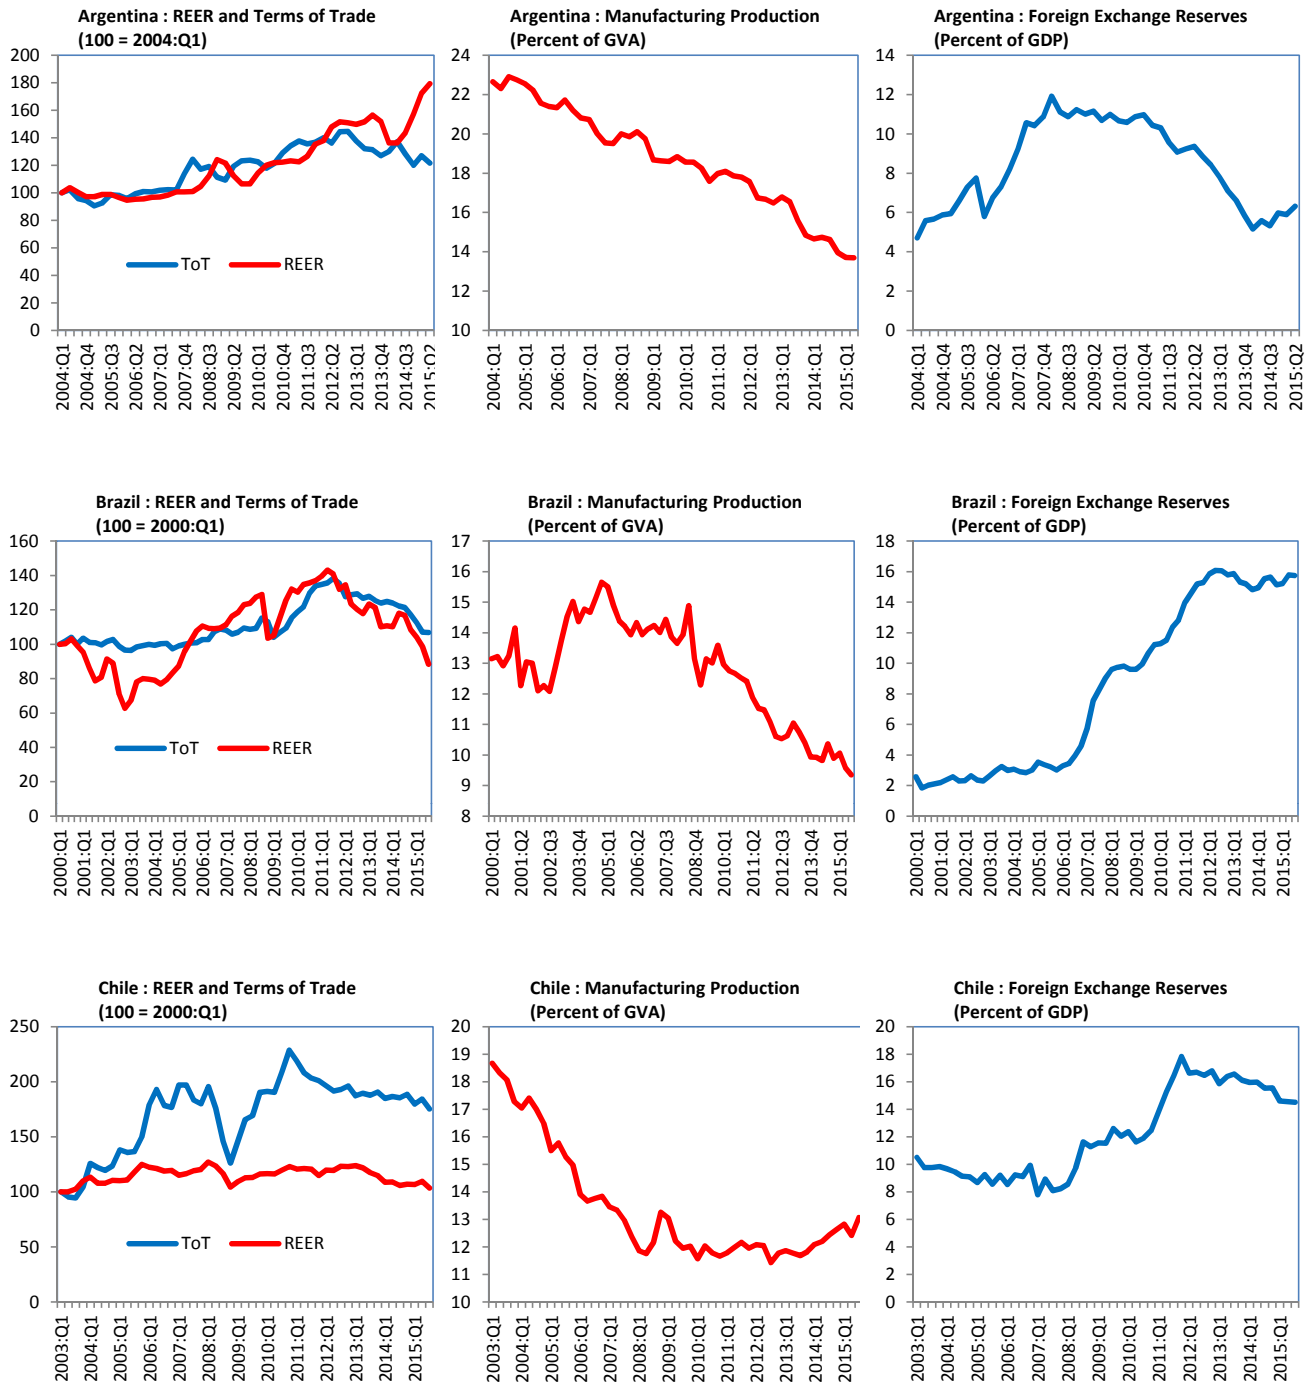 Argentina : REER and Terms of Trade
(100 = 2004:Q1)
200
180
160
140
120
100
80
60
40
20
0
ToT
REER
2004:Q1
2004:Q4
2005:Q3
2006:Q2
2007:Q1
2007:Q4
2008:Q3
2009:Q2
2010:Q1
2010:Q4
2011:Q3
2012:Q2
2013:Q1
2013:Q4
2014:Q3
2015:Q2
Argentina : Manufacturing Production
(Percent of GVA)
24
22
20
18
16
14
12
10
2004:Q1
2005:Q1
2006:Q1
2007:Q1
2008:Q1
2009:Q1
2010:Q1
2011:Q1
2012:Q1
2013:Q1
2014:Q1
2015:Q1
Argentina : Foreign Exchange Reserves
(Percent of GDP)
14
12
10
8
6
4
2
0
2004:Q1
2004:Q4
2005:Q3
2006:Q2
2007:Q1
2007:Q4
2008:Q3
2009:Q2
2010:Q1
2010:Q4
2011:Q3
2012:Q2
2013:Q1
2013:Q4
2014:Q3
2015:Q2
Brazil : REER and Terms of Trade
(100 = 2000:Q1)
160
140
120
100
80
60
40
20
0
ToT
REER
2000:Q1
2001:Q1
2002:Q1
2003:Q1
2004:Q1
2005:Q1
2006:Q1
2007:Q1
2008:Q1
2009:Q1
2010:Q1
2011:Q1
2012:Q1
2013:Q1
2014:Q1
2015:Q1
Brazil : Manufacturing Production
(Percent of GVA)
17
16
15
14
13
12
11
10
9
8
2000:Q1
2001:Q2
2002:Q3
2003:Q4
2005:Q1
2006:Q2
2007:Q3
2008:Q4
2010:Q1
2011:Q2
2012:Q3
2013:Q4
2015:Q1
Brazil : Foreign Exchange Reserves
(Percent of GDP)
18
16
14
12
10
8
6
4
2
0
2000:Q1
2001:Q1
2002:Q1
2003:Q1
2004:Q1
2005:Q1
2006:Q1
2007:Q1
2008:Q1
2009:Q1
2010:Q1
2011:Q1
2012:Q1
2013:Q1
2014:Q1
2015:Q1
Chile : REER and Terms of Trade
(100 = 2000:Q1)
250
200
150
100
50
0
ToT
REER
2003:Q1
2004:Q1
2005:Q1
2006:Q1
2007:Q1
2008:Q1
2009:Q1
2010:Q1
2011:Q1
2012:Q1
2013:Q1
2014:Q1
2015:Q1
Chile : Manufacturing Production
(Percent of GVA)
20
19
18
17
16
15
14
13
12
11
10
2003:Q1
2004:Q1
2005:Q1
2006:Q1
2007:Q1
2008:Q1
2009:Q1
2010:Q1
2011:Q1
2012:Q1
2013:Q1
2014:Q1
2015:Q1
Chile : Foreign Exchange Reserves
(Percent of GDP)
20
18
16
14
12
10
8
6
4
2
0
2003:Q1
2004:Q1
2005:Q1
2006:Q1
2007:Q1
2008:Q1
2009:Q1
2010:Q1
2011:Q1
2012:Q1
2013:Q1
2014:Q1
2015:Q1